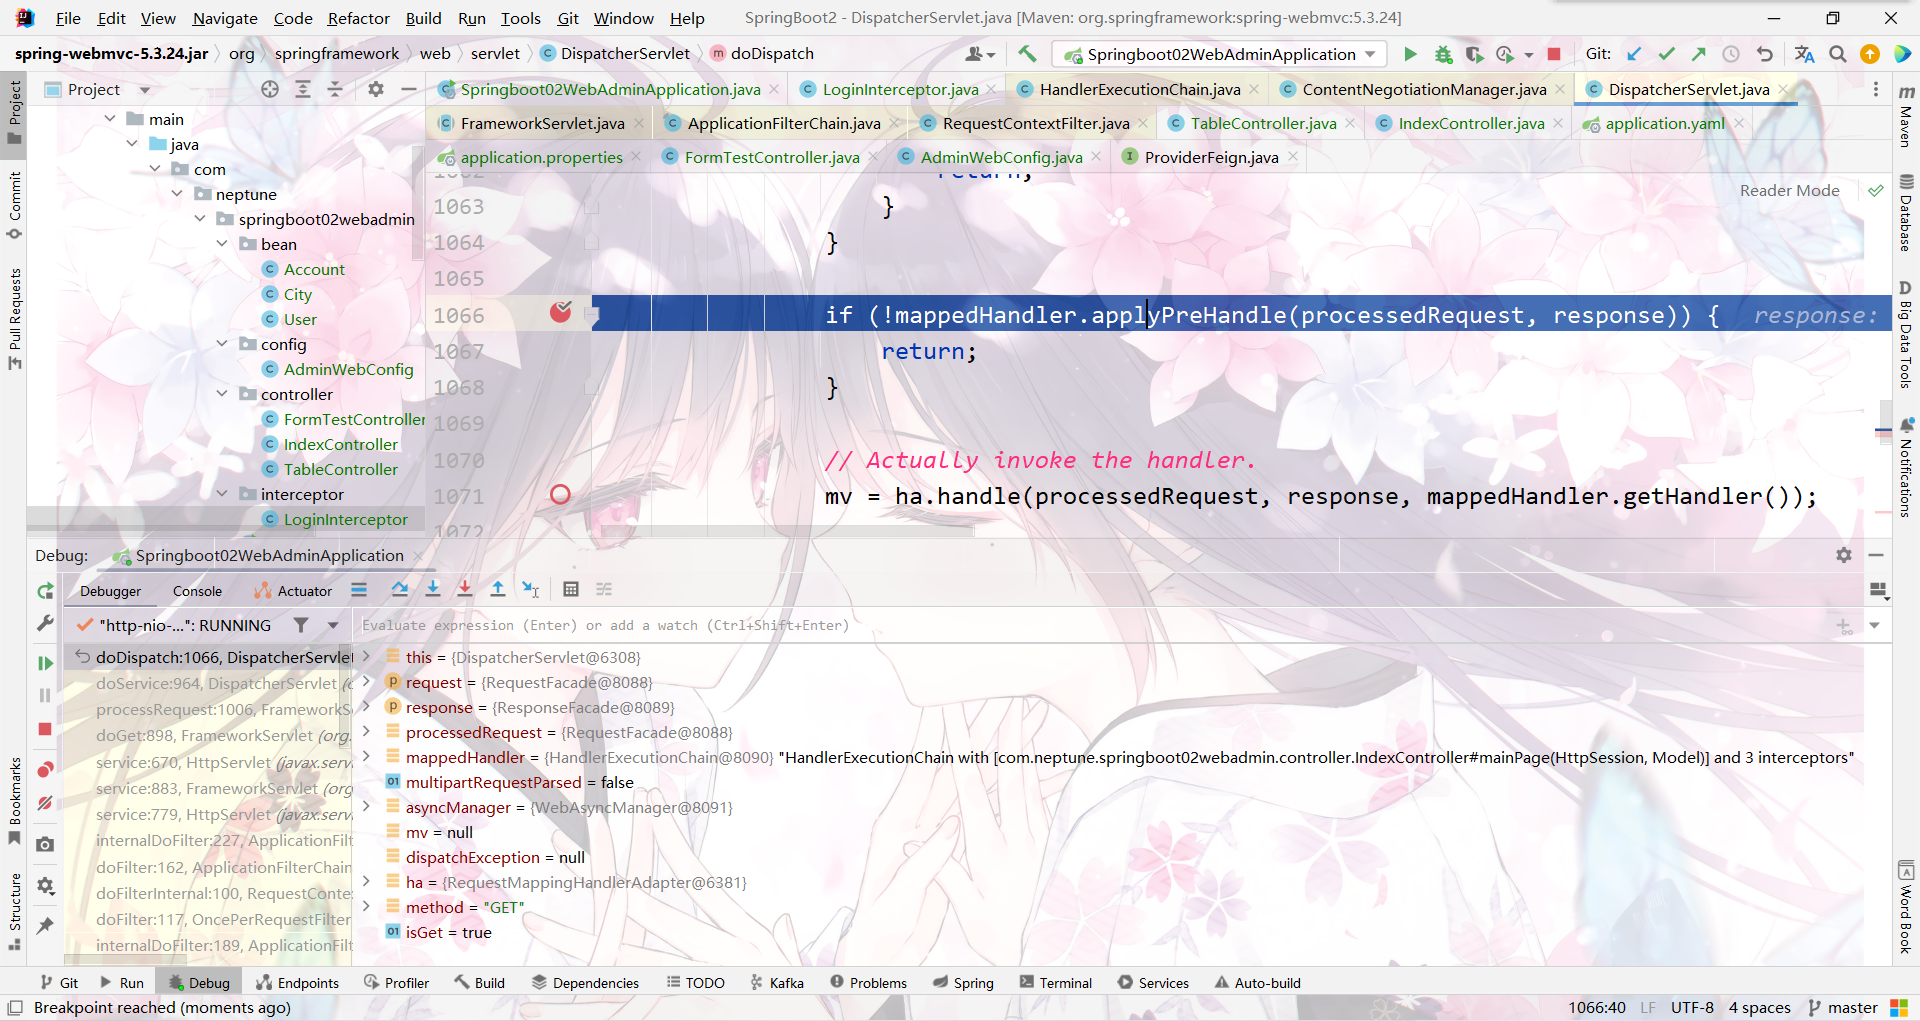 File Edit View Navigate Code Refactor Build Run Tools Git Window Help SpringBoot2 - DispatcherServlet.java [Maven: org.springframework:spring-webmvc:5.3.24]
spring-webmvc-5.3.24.jar org springframework web servlet DispatcherServlet doDispatch Springboot02WebAdminApplication Git:
Project
Springboot02WebAdminApplication.java LoginInterceptor.java HandlerExecutionChain.java ContentNegotiationManager.java DispatcherServlet.java
FrameworkServlet.java ApplicationFilterChain.java RequestContextFilter.java TableController.java IndexController.java application.yaml
application.properties FormTestController.java AdminWebConfig.java ProviderFeign.java
Project
Commit
Pull Requests
Bookmarks
Structure
main
java
com
neptune
springboot02webadmin
bean
Account
City
User
config
AdminWebConfig
controller
FormTestController
IndexController
TableController
interceptor
LoginInterceptor
Reader Mode
1062 return;
1063 }
1064 }
1065
1066 if (!mappedHandler.applyPreHandle(processedRequest, response)) { response:
1067 return;
1068 }
1069
1070 // Actually invoke the handler.
1071 mv = ha.handle(processedRequest, response, mappedHandler.getHandler());
1072
Maven
Database
Big Data Tools
Notifications
Word Book
Debug: Springboot02WebAdminApplication
Debugger Console Actuator
"http-nio-...": RUNNING
Evaluate expression (Enter) or add a watch (Ctrl+Shift+Enter)
doDispatch:1066, DispatcherServlet
doService:964, DispatcherServlet (o
processRequest:1006, FrameworkS
doGet:898, FrameworkServlet (org.
service:670, HttpServlet (javax.serv
service:883, FrameworkServlet (org
service:779, HttpServlet (javax.serv
internalDoFilter:227, ApplicationFilt
doFilter:162, ApplicationFilterChain
doFilterInternal:100, RequestConte
doFilter:117, OncePerRequestFilter
internalDoFilter:189, ApplicationFilt
this = {DispatcherServlet@6308}
request = {RequestFacade@8088}
response = {ResponseFacade@8089}
processedRequest = {RequestFacade@8088}
mappedHandler = {HandlerExecutionChain@8090} "HandlerExecutionChain with [com.neptune.springboot02webadmin.controller.IndexController#mainPage(HttpSession, Model)] and 3 interceptors"
multipartRequestParsed = false
asyncManager = {WebAsyncManager@8091}
mv = null
dispatchException = null
ha = {RequestMappingHandlerAdapter@6381}
method = "GET"
isGet = true
Git Run Debug Endpoints Profiler Build Dependencies TODO Kafka Problems Spring Terminal Services Auto-build
Breakpoint reached (moments ago) 1066:40 LF UTF-8 4 spaces master